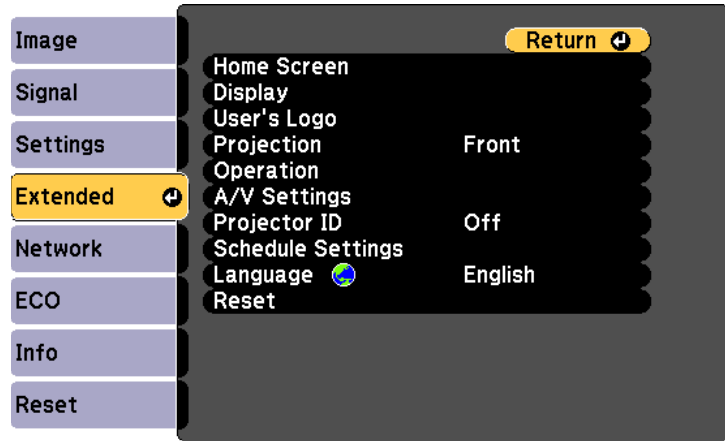 Image
Signal
Settings
Extended
Network
ECO
Info
Reset
Return
Home Screen
Display
User's Logo
Projection Front
Operation
A/V Settings
Projector ID Off
Schedule Settings
Language English
Reset